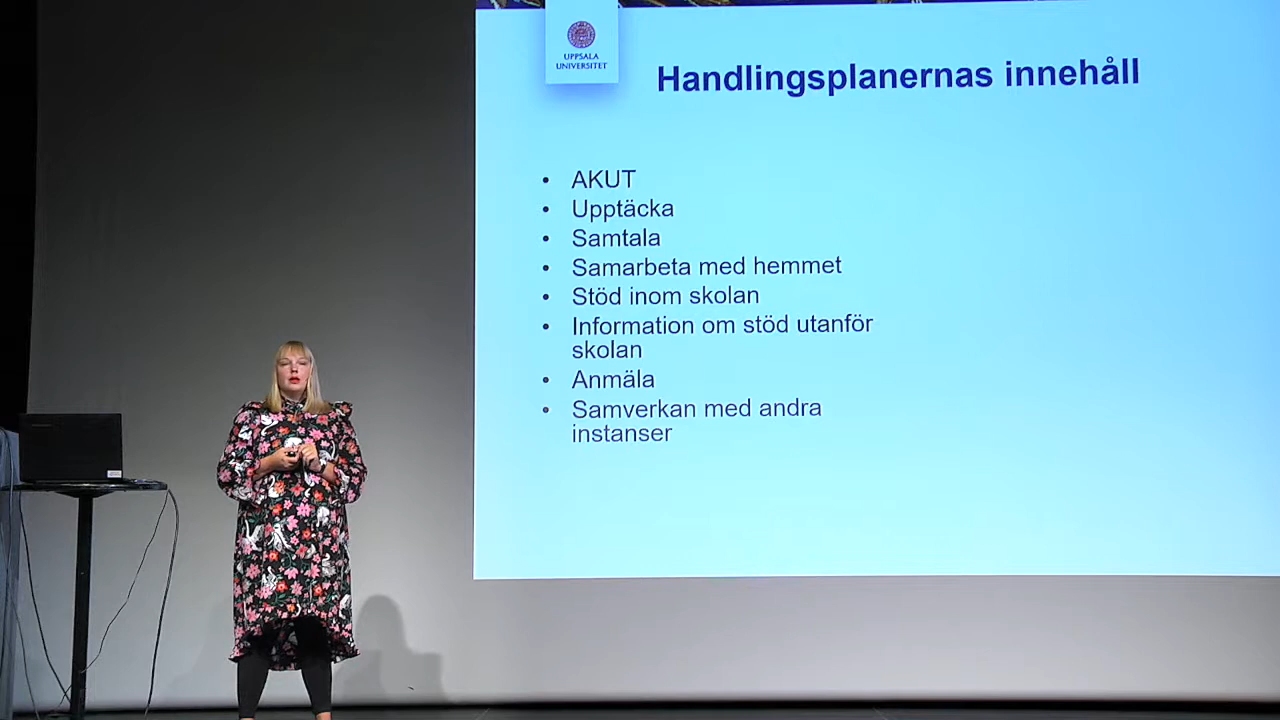 UPPSALA
UNIVERSITET
Handlingsplanernas innehåll
• AKUT
• Upptäcka
• Samtala
• Samarbeta med hemmet
• Stöd inom skolan
• Information om stöd utanför
skolan
• Anmäla
• Samverkan med andra
instanser